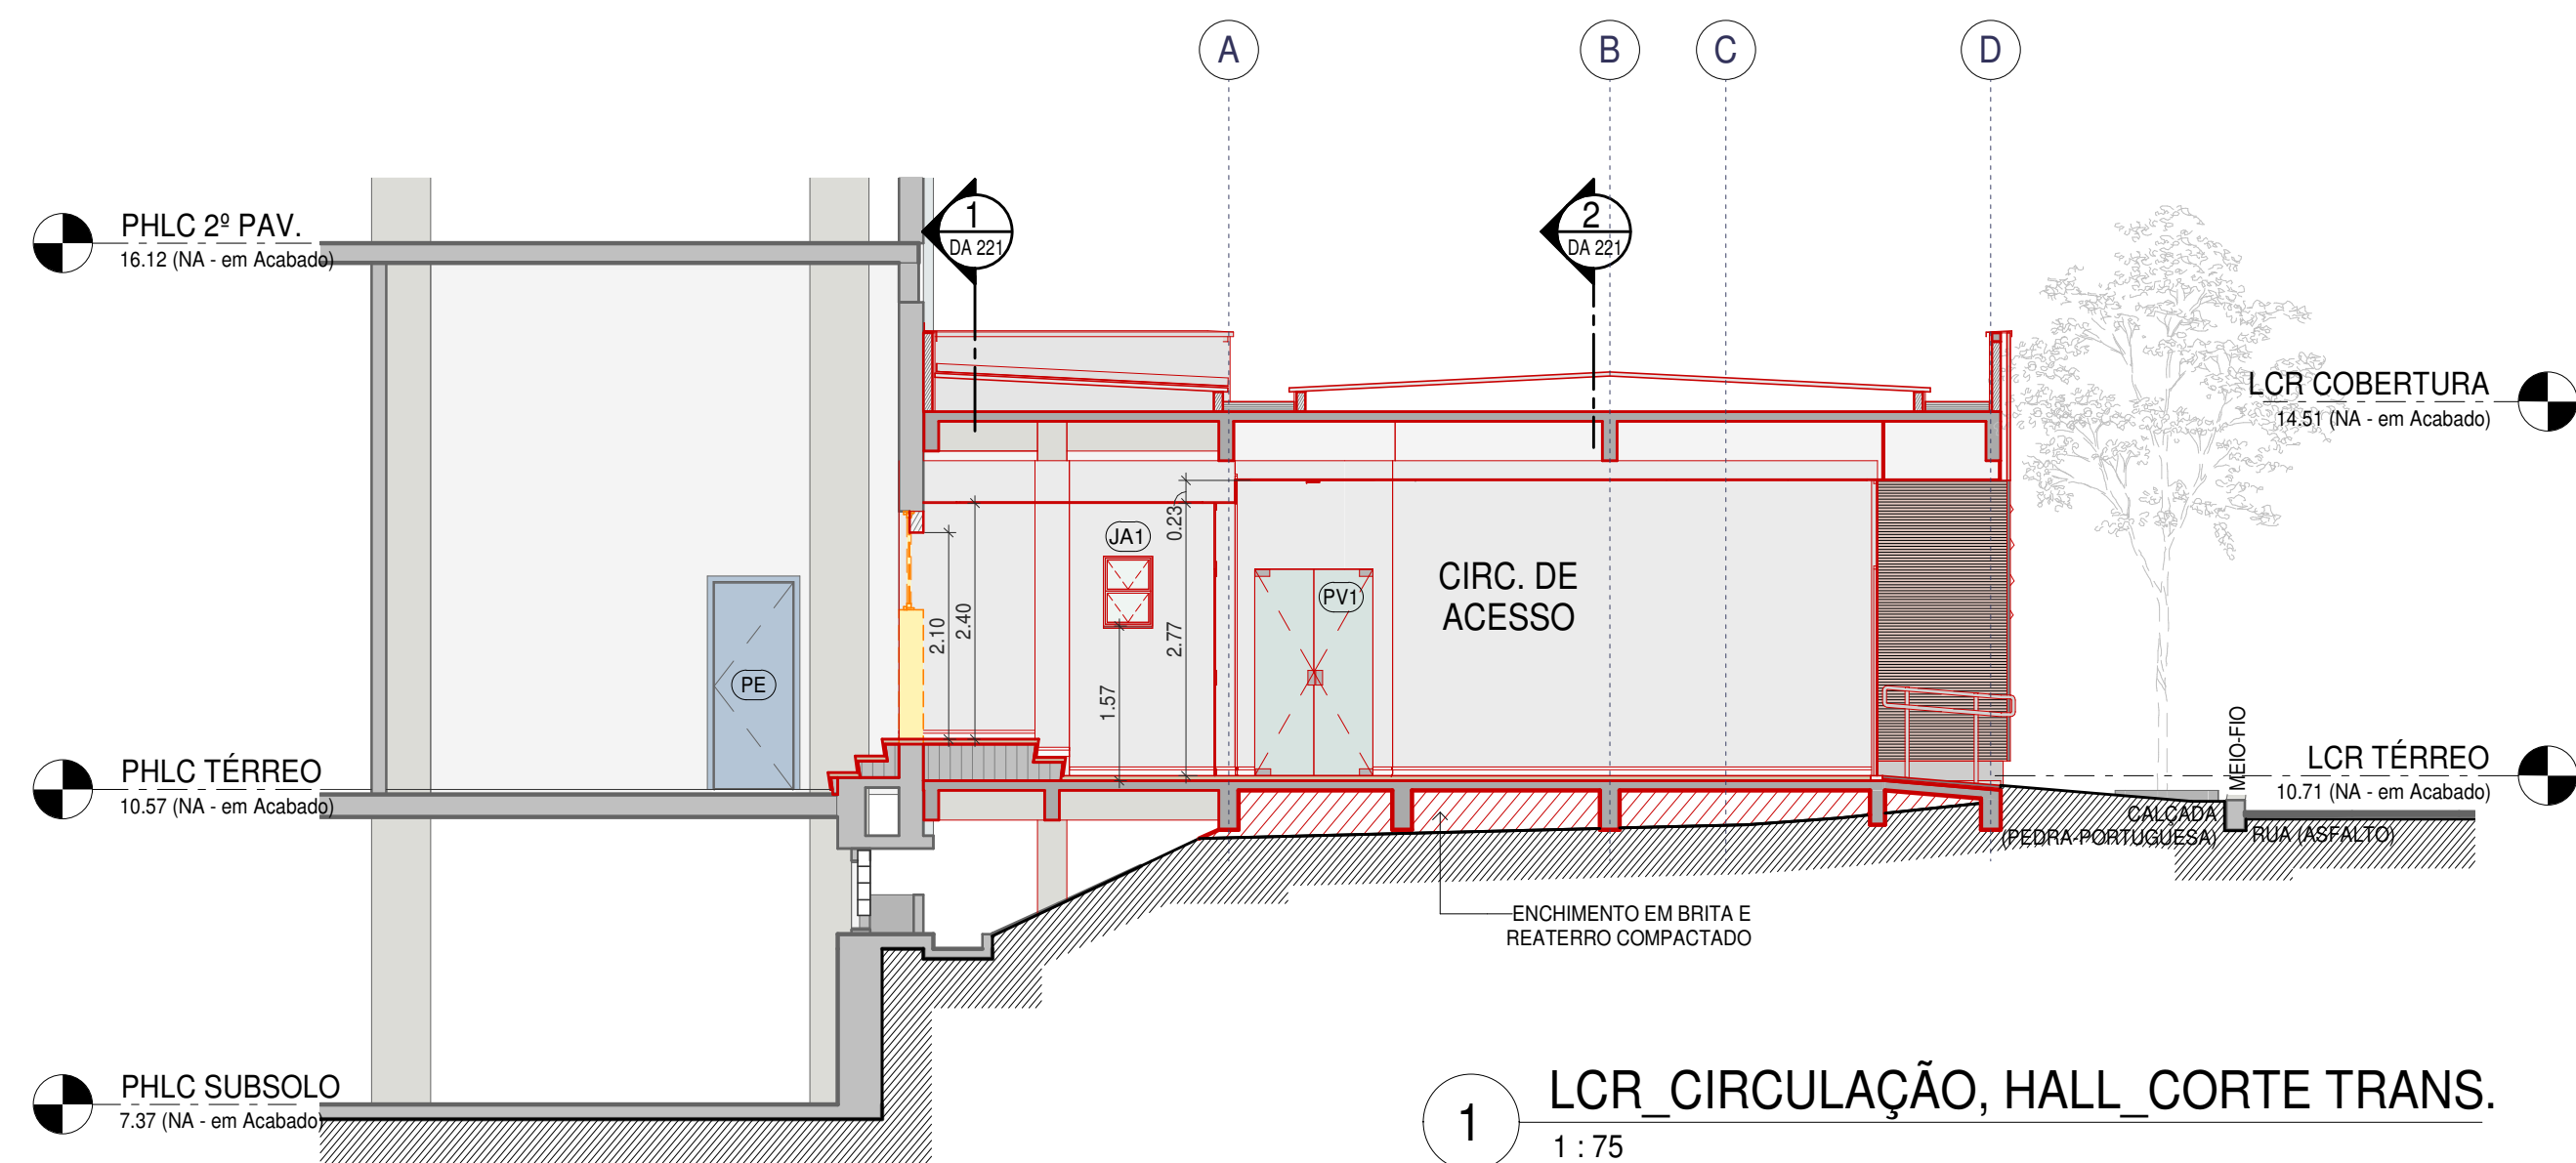 A
B
C
D
PHLC 2º PAV.
16.12 (NA - em Acabado)
1
DA 221
2
DA 221
LCR COBERTURA
14.51 (NA - em Acabado)
JA1
0.23
PV1
CIRC. DE
ACESSO
2.10
2.40
2.77
1.57
PE
MEIO-FIO
PHLC TÉRREO
10.57 (NA - em Acabado)
LCR TÉRREO
10.71 (NA - em Acabado)
CALÇADA
(PEDRA-PORTUGUESA)
RUA (ASFALTO)
ENCHIMENTO EM BRITA E
REATERRO COMPACTADO
PHLC SUBSOLO
7.37 (NA - em Acabado)
1
LCR_CIRCULAÇÃO, HALL_CORTE TRANS.
1 : 75